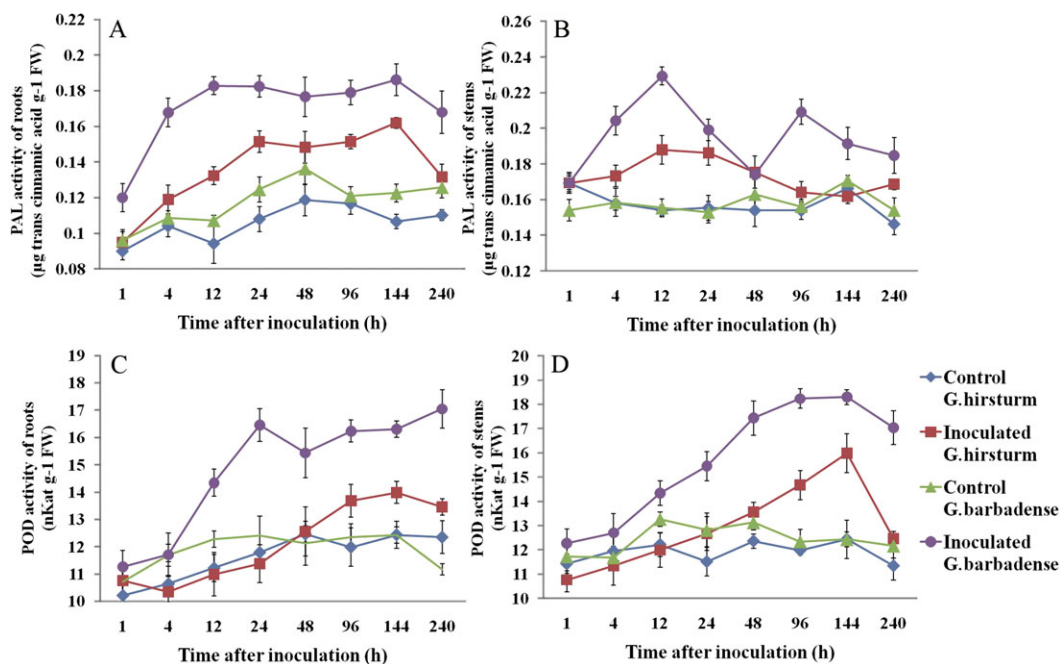 A
PAL activity of roots
(µg trans cinnamic acid g-1 FW)
0.22
0.2
0.18
0.16
0.14
0.12
0.1
0.08
1 4 12 24 48 96 144 240
Time after inoculation (h)
B
PAL activity of stems
(µg trans cinnamic acid g-1 FW)
0.26
0.24
0.22
0.2
0.18
0.16
0.14
0.12
1 4 12 24 48 96 144 240
Time after inoculation (h)
C
POD activity of roots
(nKat g-1 FW)
19
18
17
16
15
14
13
12
11
10
1 4 12 24 48 96 144 240
Time after inoculation (h)
D
POD activity of stems
(nKat g-1 FW)
20
19
18
17
16
15
14
13
12
11
10
1 4 12 24 48 96 144 240
Time after inoculation (h)
Control
G.hirsturm
Inoculated
G.hirsturm
Control
G.barbadense
Inoculated
G.barbadense